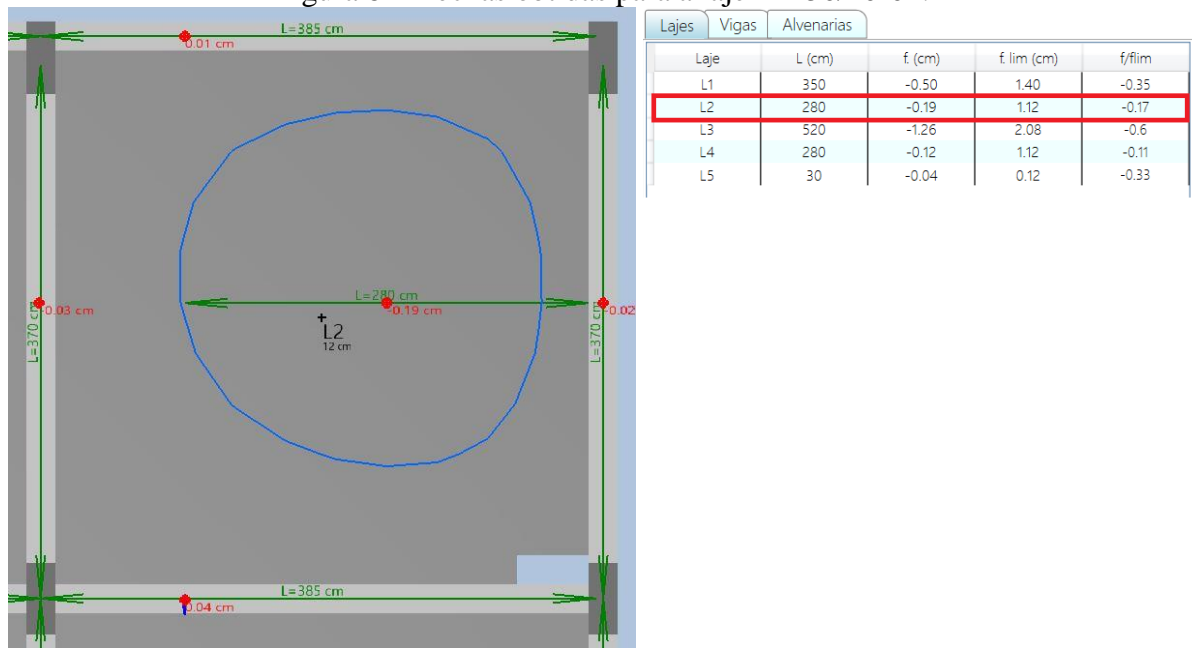 L=385 cm
0.01 cm
L=370 cm
-0.03 cm
L=280 cm
-0.19 cm
L2
12 cm
L=370 cm
-0.02
L=385 cm
0.04 cm
Lajes Vigas Alvenarias
Laje L (cm) f. (cm) f. lim (cm) f/flim
L1 350 -0.50 1.40 -0.35
L2 280 -0.19 1.12 -0.17
L3 520 -1.26 2.08 -0.6
L4 280 -0.12 1.12 -0.11
L5 30 -0.04 0.12 -0.33